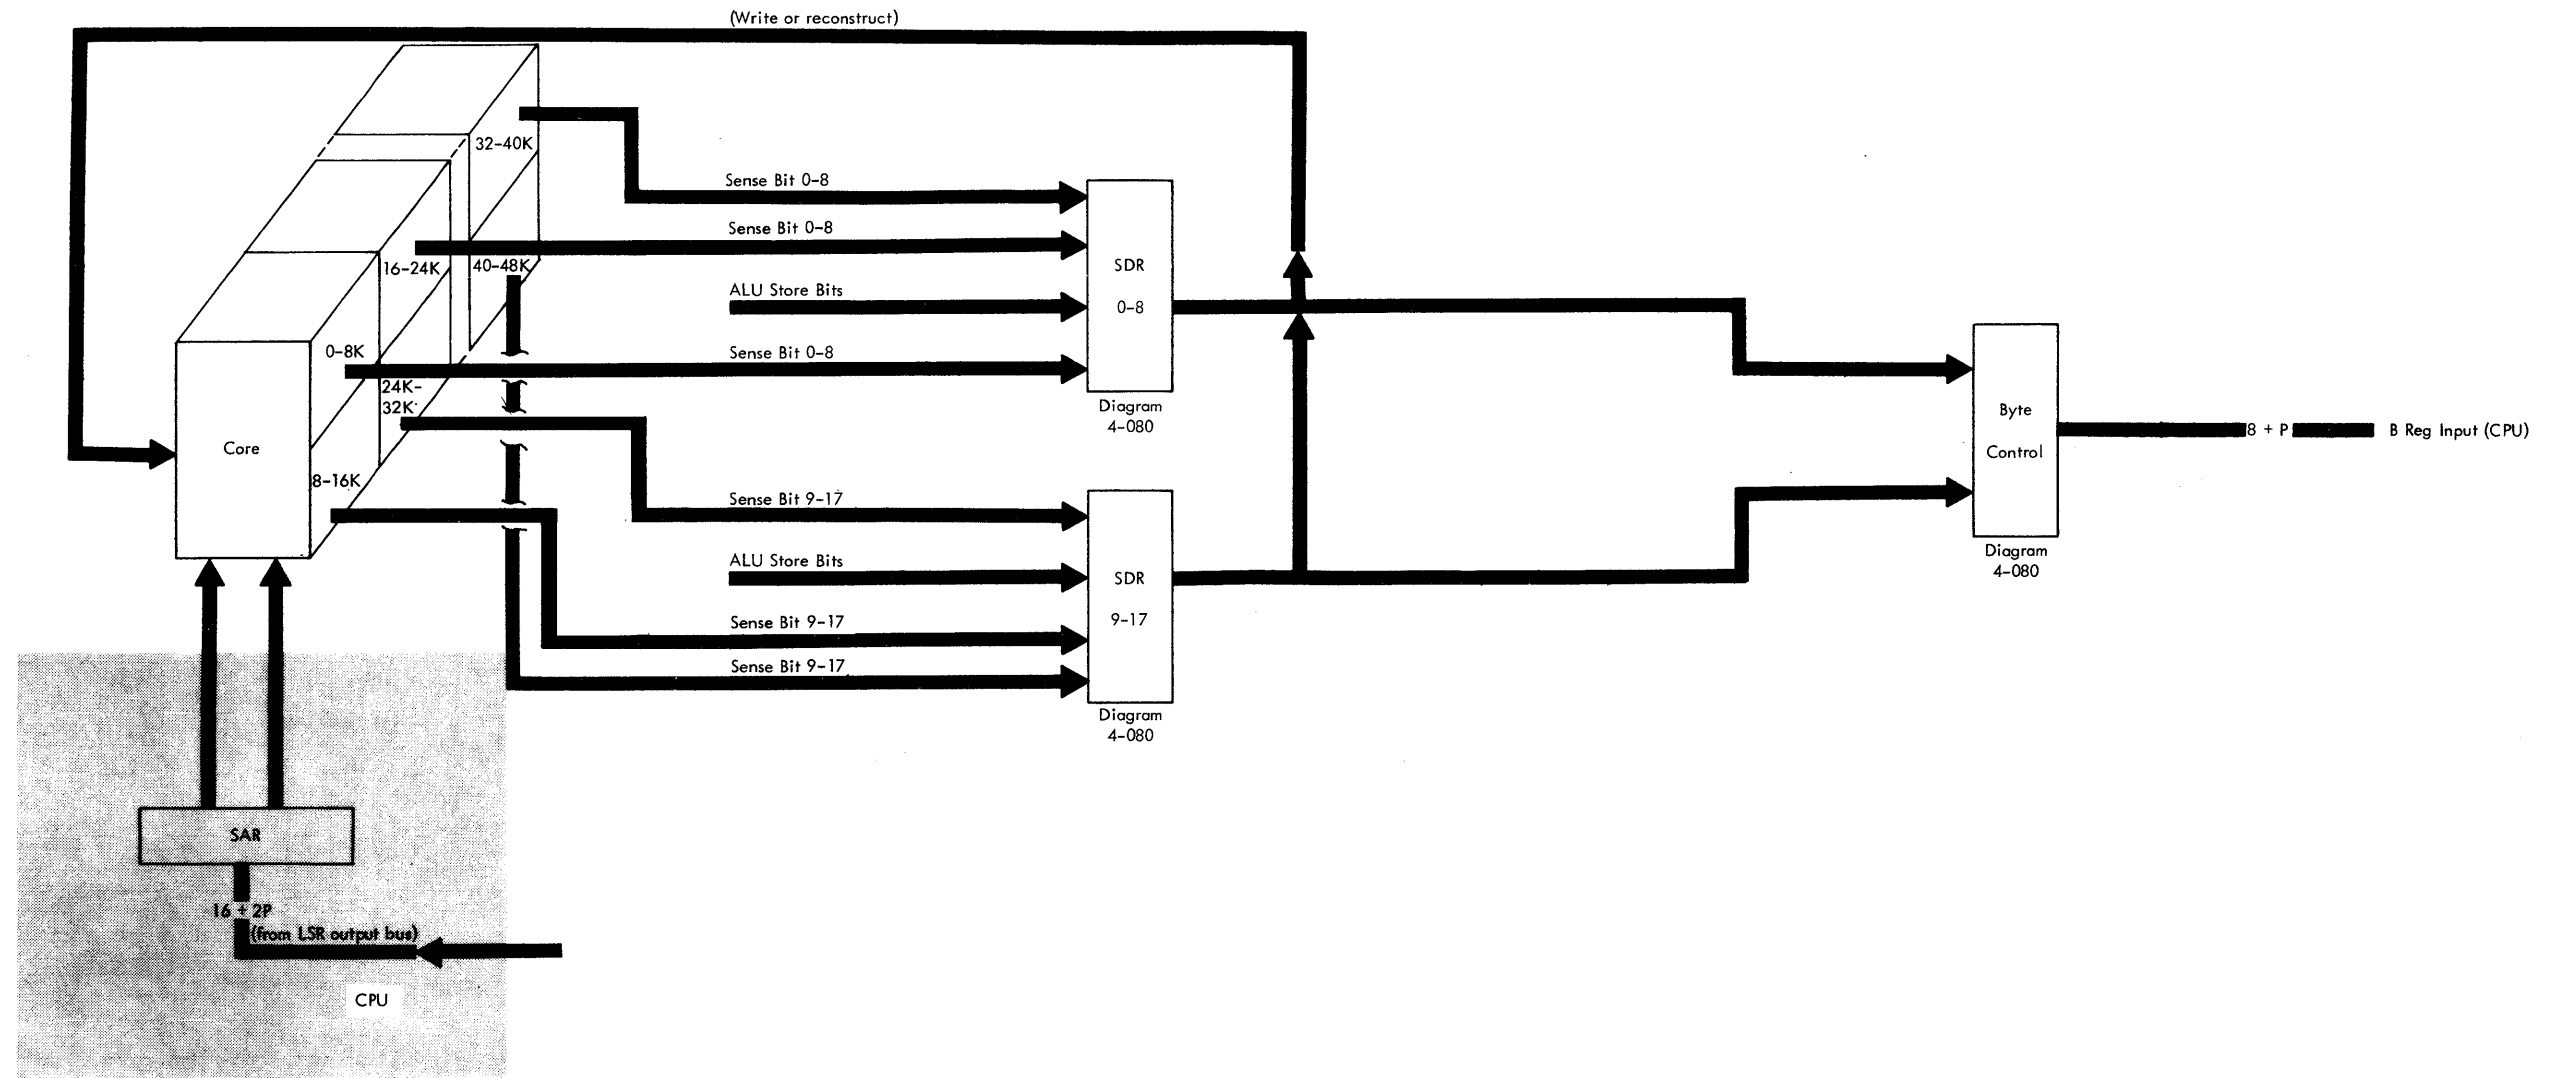 (Write or reconstruct)
32-40K
Sense Bit 0-8
Sense Bit 0-8
16-24K
40-48K
SDR
0-8
ALU Store Bits
0-8K
Sense Bit 0-8
24K-
32K
Diagram
4-080
Core
8-16K
Byte
Control
8 + P
B Reg Input (CPU)
Diagram
4-080
Sense Bit 9-17
ALU Store Bits
SDR
9-17
Sense Bit 9-17
Sense Bit 9-17
Diagram
4-080
SAR
16 + 2P
(from LSR output bus)
CPU